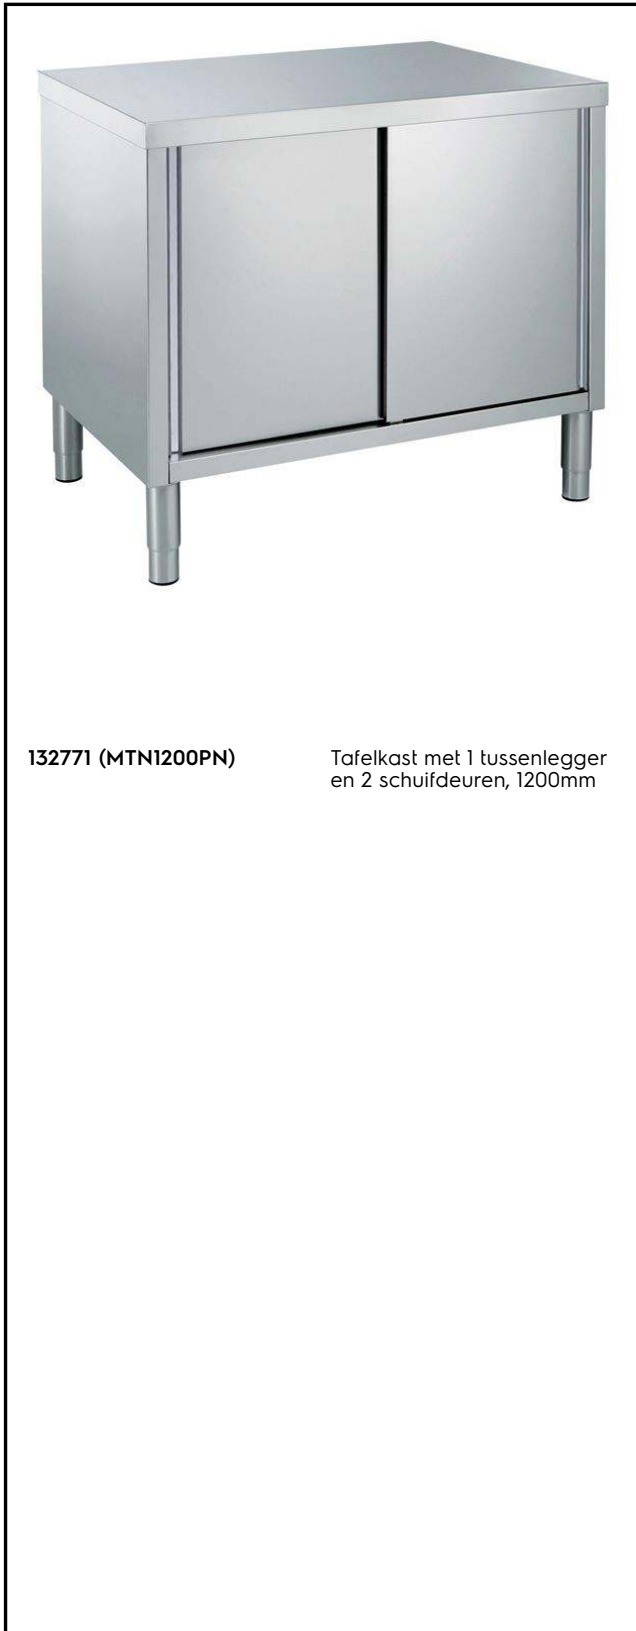 132771 (MTN1200PN)
Tafelkast met 1 tussenlegger
en 2 schuifdeuren, 1200mm